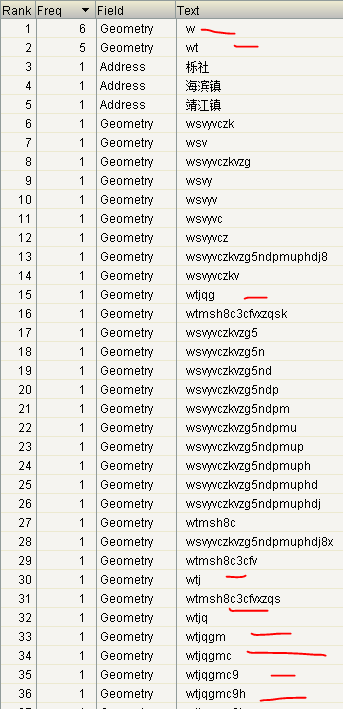 Rank Freq Field Text
1 6 Geometry w
2 5 Geometry wt
3 1 Address 栎社
4 1 Address 海滨镇
5 1 Address 靖江镇
6 1 Geometry wsvyvczk
7 1 Geometry wsv
8 1 Geometry wsvyvczkvzg
9 1 Geometry wsvy
10 1 Geometry wsvyv
11 1 Geometry wsvyvc
12 1 Geometry wsvyvcz
13 1 Geometry wsvyvczkvzg5ndpmuphdj8
14 1 Geometry wsvyvczkv
15 1 Geometry wtjqg
16 1 Geometry wtmsh8c3cfvxzqsk
17 1 Geometry wsvyvczkvzg5
18 1 Geometry wsvyvczkvzg5n
19 1 Geometry wsvyvczkvzg5nd
20 1 Geometry wsvyvczkvzg5ndp
21 1 Geometry wsvyvczkvzg5ndpm
22 1 Geometry wsvyvczkvzg5ndpmu
23 1 Geometry wsvyvczkvzg5ndpmup
24 1 Geometry wsvyvczkvzg5ndpmuph
25 1 Geometry wsvyvczkvzg5ndpmuphd
26 1 Geometry wsvyvczkvzg5ndpmuphdj
27 1 Geometry wtmsh8c
28 1 Geometry wsvyvczkvzg5ndpmuphdj8x
29 1 Geometry wtmsh8c3cfv
30 1 Geometry wtj
31 1 Geometry wtmsh8c3cfvxzqs
32 1 Geometry wtjq
33 1 Geometry wtjqgm
34 1 Geometry wtjqgmc
35 1 Geometry wtjqgmc9
36 1 Geometry wtjqgmc9h